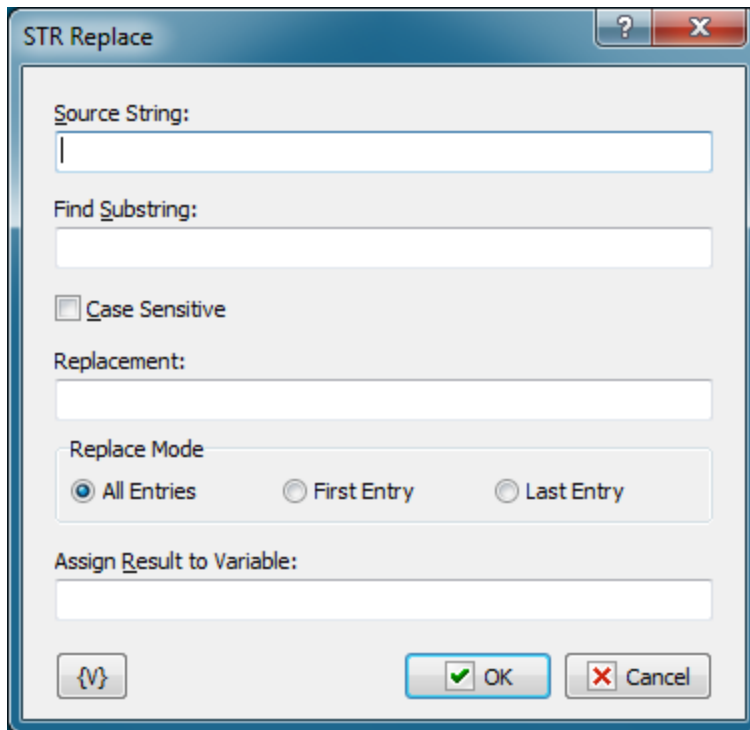 STR Replace
?
Source String:
Find Substring:
Case Sensitive
Replacement:
Replace Mode
All Entries First Entry Last Entry
Assign Result to Variable:
{V} OK Cancel